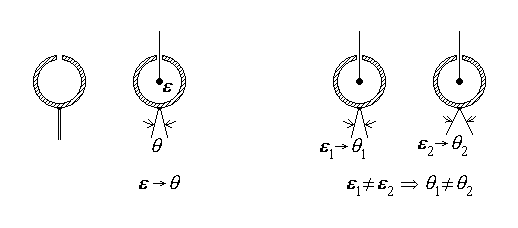 ε
θ
ε → θ
ε₁ → θ₁
ε₂ → θ₂
ε₁ ≠ ε₂ ⇒ θ₁ ≠ θ₂